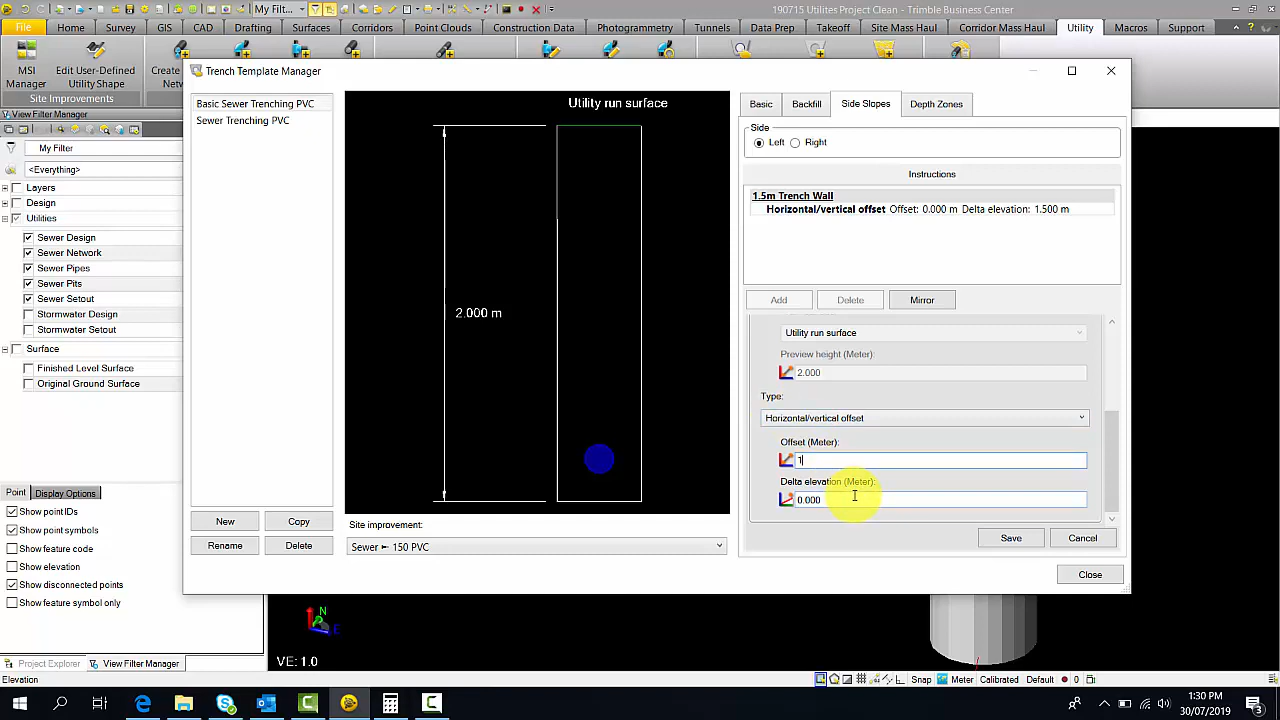 My Filt...
190715 Utilites Project Clean - Trimble Business Center
File
Home
Survey
GIS
CAD
Drafting
Surfaces
Corridors
Point Clouds
Construction Data
Photogrammetry
Tunn
Data Prep
Takeoff
Site Mass Haul
Corridor Mass Haul
Utility
Macros
Support
MSI Manager
Edit User-Defined Utility Shape
Create
Netw
Site Improvements
View Filter Manager
My Filter
<Everything>
Layers
Design
Utilities
Sewer Design
Sewer Network
Sewer Pipes
Sewer Pits
Sewer Setout
Stormwater Design
Stormwater Setout
Surface
Finished Level Surface
Original Ground Surface
Point
Display Options
Show point IDs
Show point symbols
Show feature code
Show elevation
Show disconnected points
Show feature symbol only
Project Explorer
View Filter Manager
Elevation
Trench Template Manager
Basic Sewer Trenching PVC
Sewer Trenching PVC
New
Copy
Rename
Delete
Utility run surface
2.000 m
Site improvement:
Sewer ► 150 PVC
Basic
Backfill
Side Slopes
Depth Zones
Side
Left
Right
Instructions
1.5m Trench Wall
Horizontal/vertical offset Offset: 0.000 m Delta elevation: 1.500 m
Add
Delete
Mirror
Utility run surface
Preview height (Meter):
2.000
Type:
Horizontal/vertical offset
Offset (Meter):
1
Delta elevation (Meter):
0.000
Save
Cancel
Close
N
E
VE: 1.0
Snap
Meter
Calibrated
Default
0
1:30 PM
30/07/2019
3